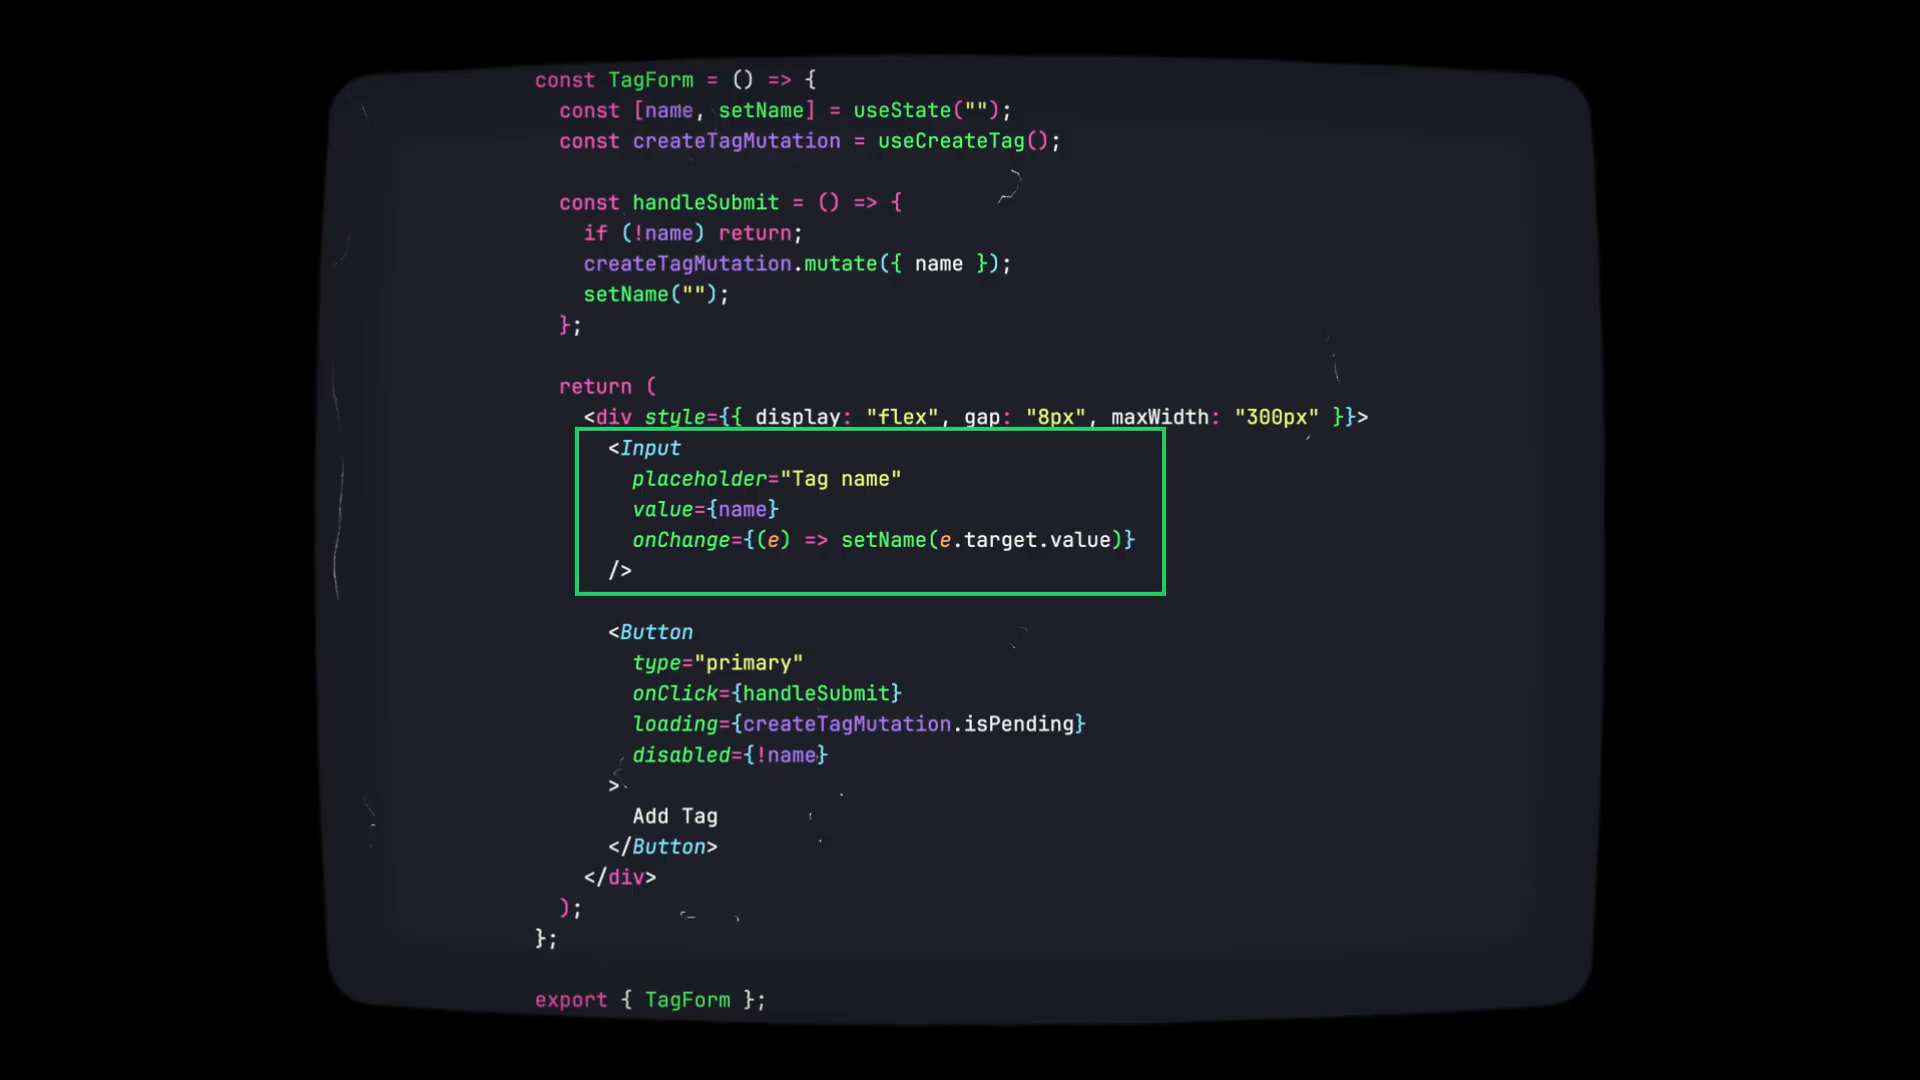 const TagForm = () => {
const [name, setName] = useState("");
const createTagMutation = useCreateTag();
const handleSubmit = () => {
if (!name) return;
createTagMutation.mutate({ name });
setName("");
};
return (
<div style={{ display: "flex", gap: "8px", maxWidth: "300px" }}>
<Input
placeholder="Tag name"
value={name}
onChange={(e) => setName(e.target.value)}
/>
<Button
type="primary"
onClick={handleSubmit}
loading={createTagMutation.isPending}
disabled={!name}
>
Add Tag
</Button>
</div>
);
};
export { TagForm };